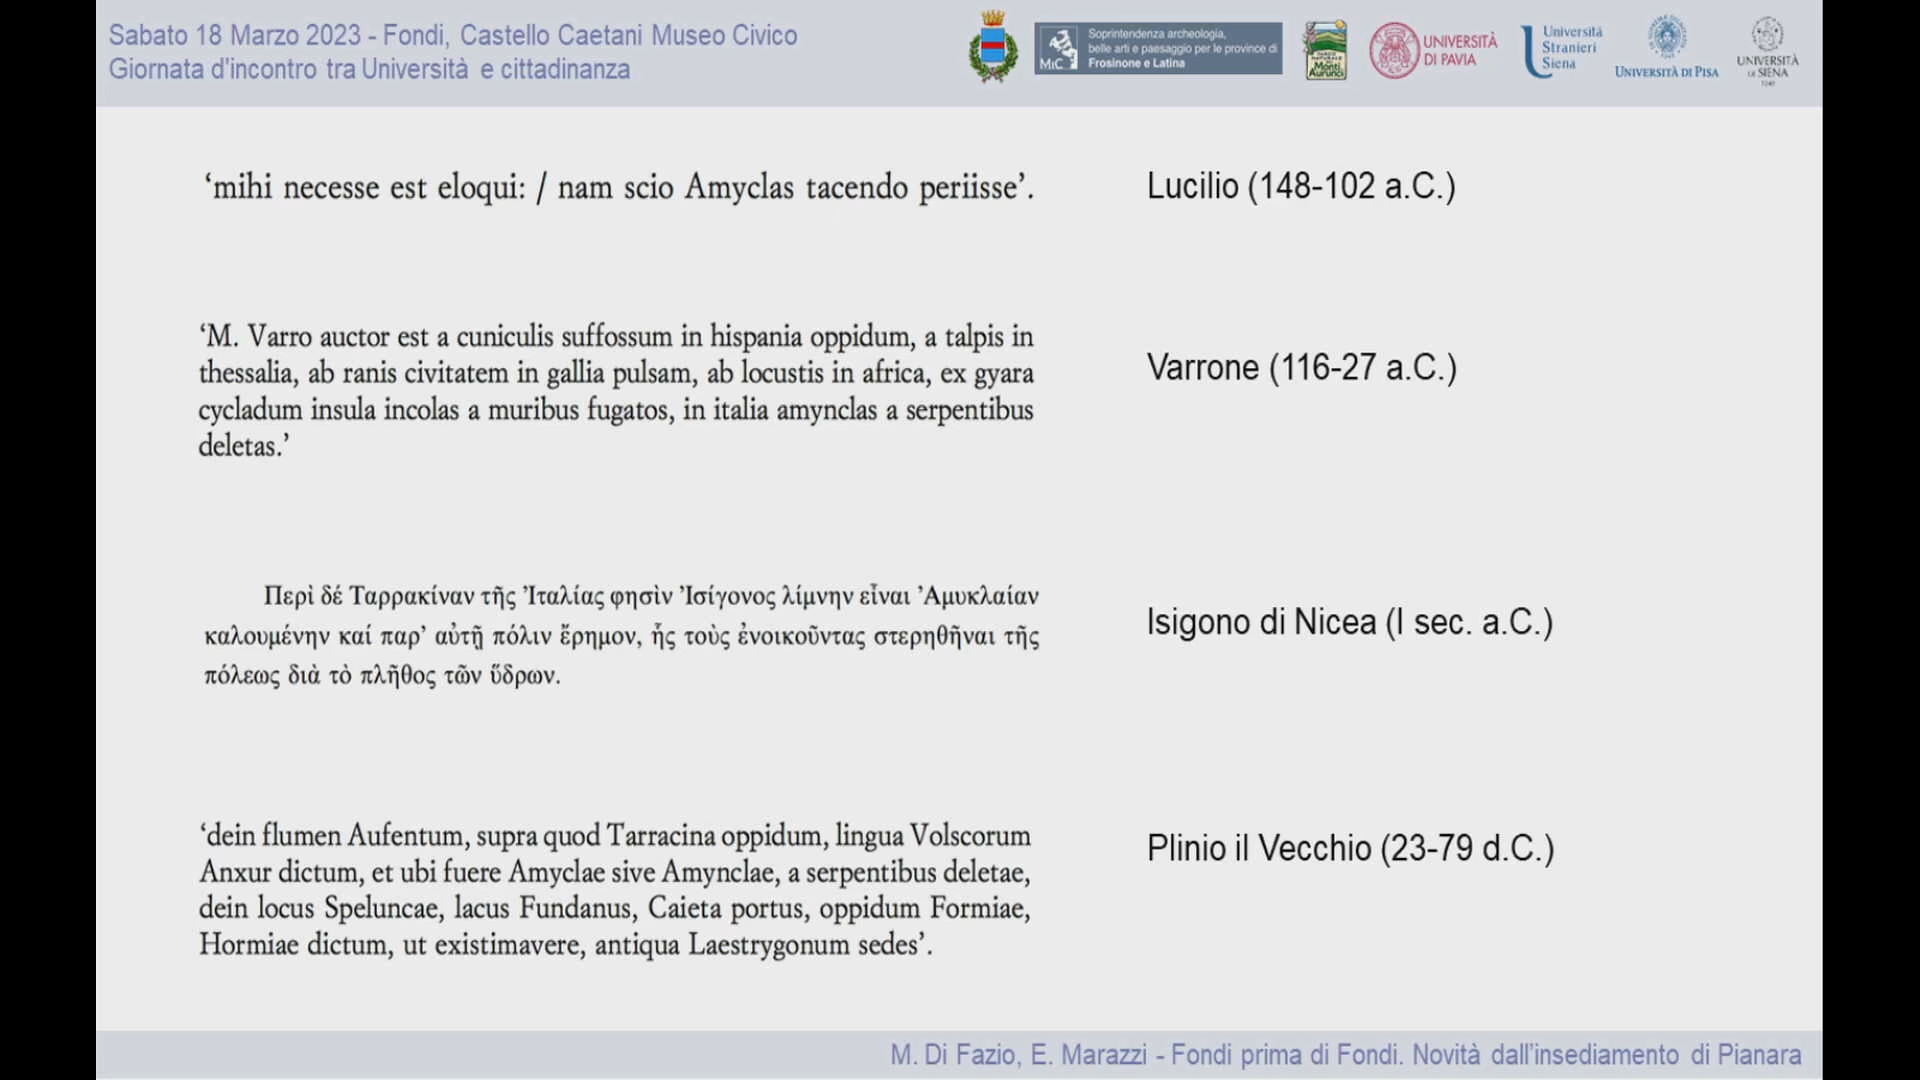 Sabato 18 Marzo 2023 - Fondi, Castello Caetani Museo Civico
Giornata d'incontro tra Università e cittadinanza
MiC
Soprintendenza archeologia,
belle arti e paesaggio per le province di
Frosinone e Latina
Monti
Aurunci
UNIVERSITÀ
DI PAVIA
Università
Stranieri
Siena
UNIVERSITÀ DI PISA
UNIVERSITÀ
DI SIENA
1240
‘mihi necesse est eloqui: / nam scio Amyclas tacendo periisse’.
Lucilio (148-102 a.C.)
‘M. Varro auctor est a cuniculis suffossum in hispania oppidum, a talpis in
thessalia, ab ranis civitatem in gallia pulsam, ab locustis in africa, ex gyara
cycladum insula incolas a muribus fugatos, in italia amynclas a serpentibus
deletas.’
Varrone (116-27 a.C.)
Περὶ δέ Ταρρακίναν τῆς Ἰταλίας φησὶν Ἰσίγονος λίμνην εἶναι Ἀμυκλαίαν
καλουμένην καί παρ’ αὐτῇ πόλιν ἔρημον, ἧς τοὺς ἐνοικοῦντας στερηθῆναι τῆς
πόλεως διὰ τὸ πλῆθος τῶν ὕδρων.
Isigono di Nicea (I sec. a.C.)
‘dein flumen Aufentum, supra quod Tarracina oppidum, lingua Volscorum
Anxur dictum, et ubi fuere Amyclae sive Amynclae, a serpentibus deletae,
dein locus Speluncae, lacus Fundanus, Caieta portus, oppidum Formiae,
Hormiae dictum, ut existimavere, antiqua Laestrygonum sedes’.
Plinio il Vecchio (23-79 d.C.)
M. Di Fazio, E. Marazzi - Fondi prima di Fondi. Novità dall’insediamento di Pianara